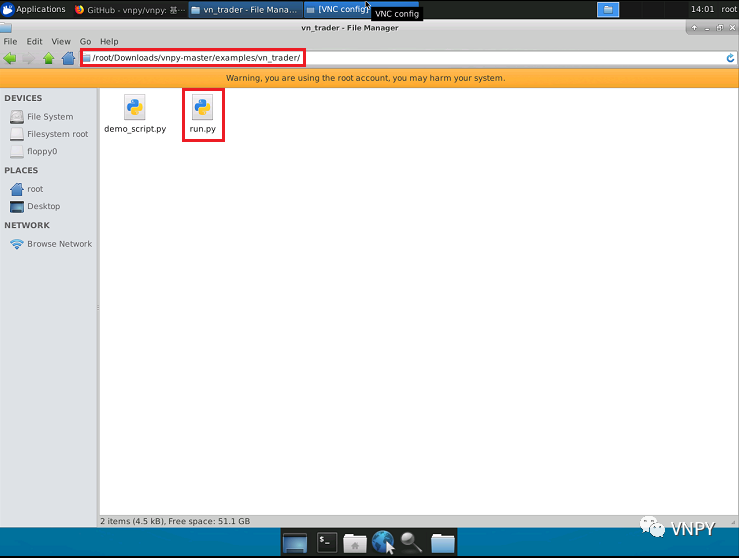 Applications GitHub - vnpy/vnpy: 基··· vn_trader - File Mana... [VNC config] 14:01 root
VNC config
vn_trader - File Manager
File Edit View Go Help
/root/Downloads/vnpy-master/examples/vn_trader/
Warning, you are using the root account, you may harm your system.
DEVICES
File System
Filesystem root
floppy0
PLACES
root
Desktop
NETWORK
Browse Network
demo_script.py
run.py
2 items (4.5 kB), Free space: 51.1 GB
VNPY